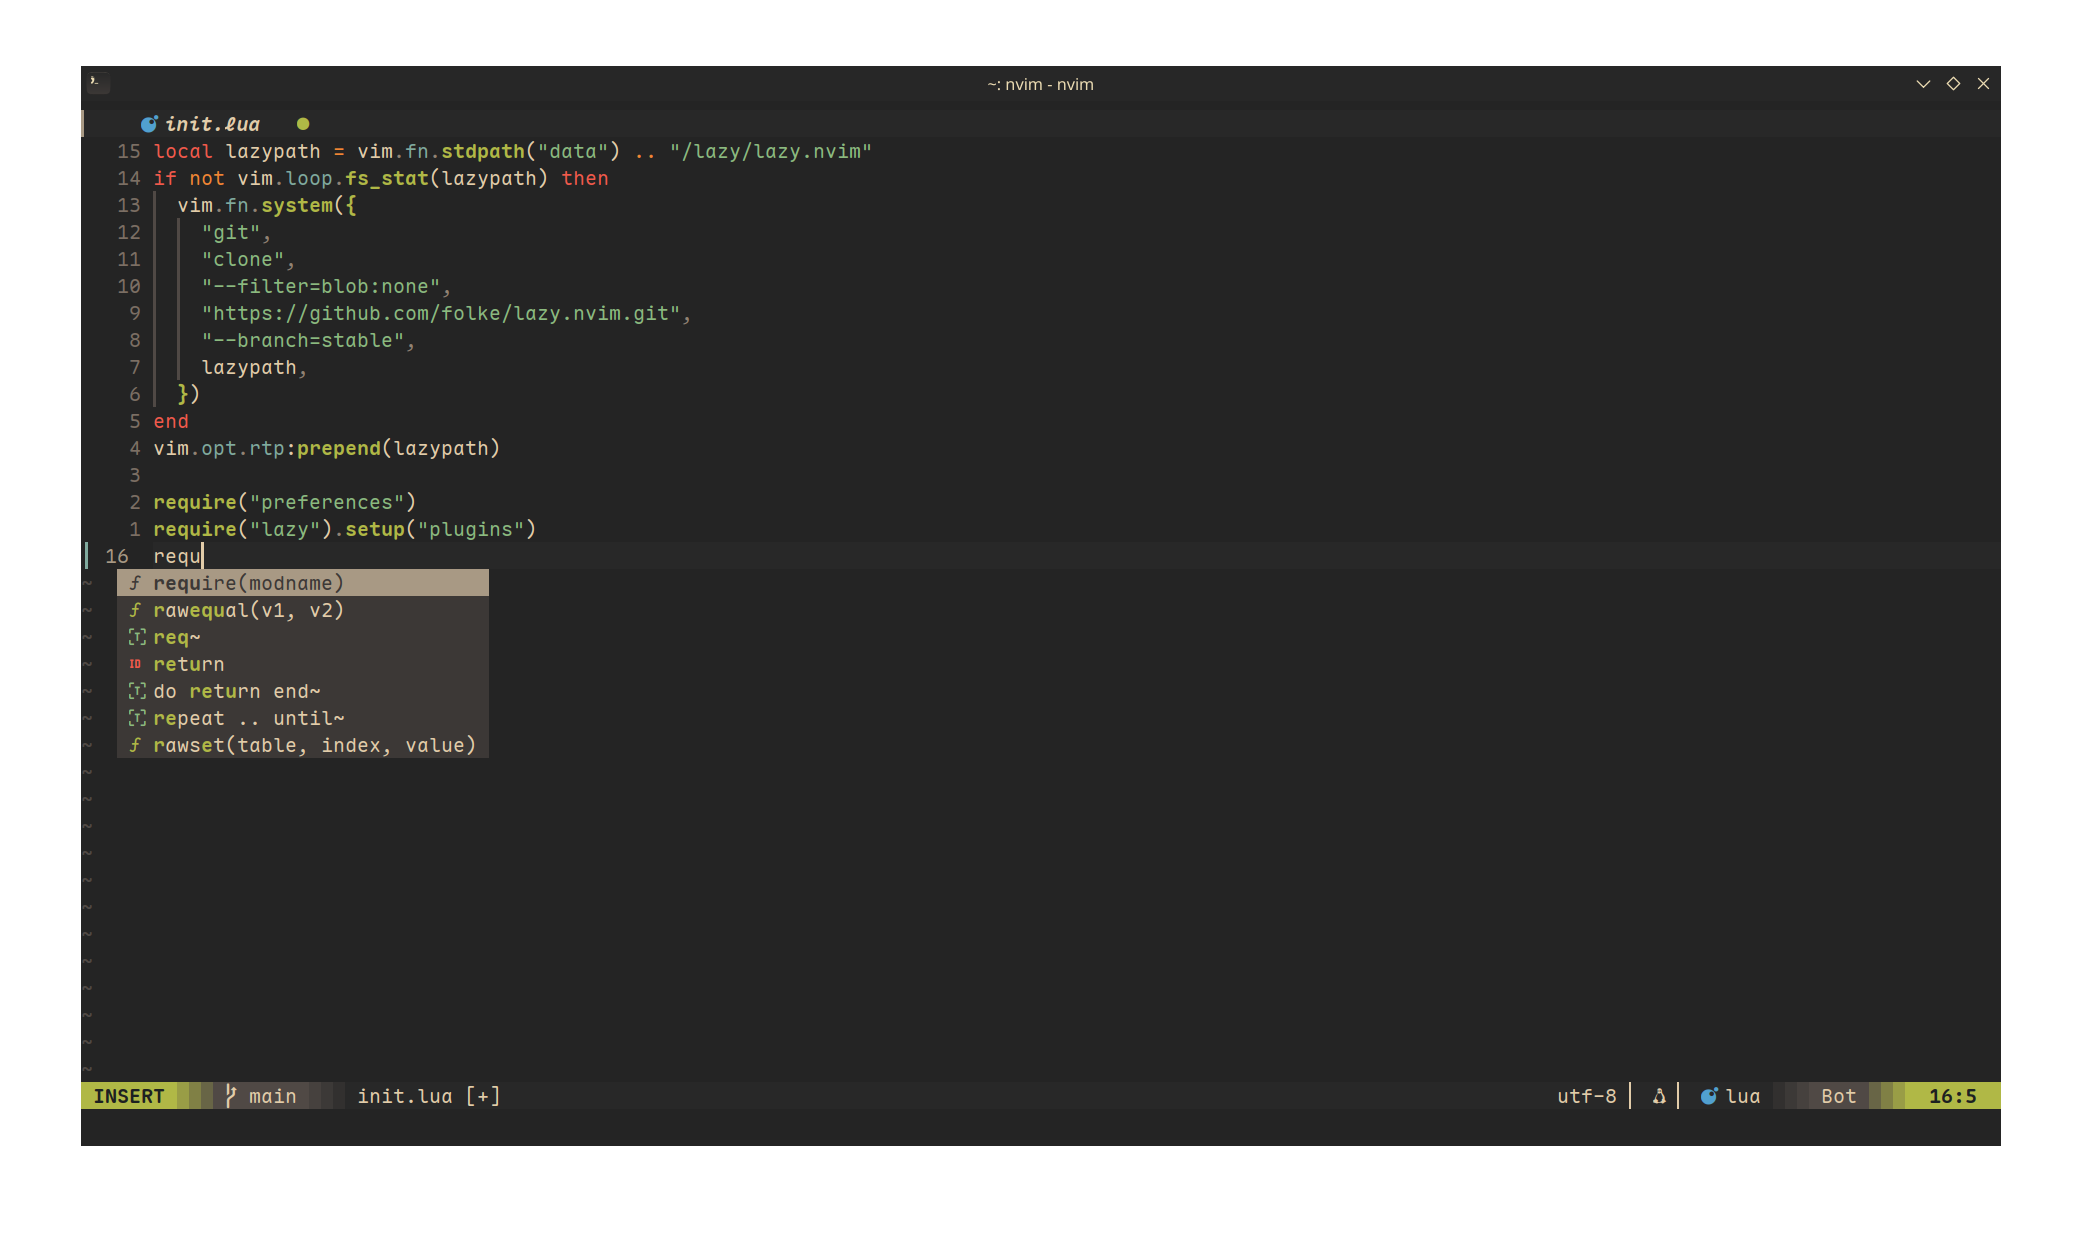 ~: nvim - nvim
init.lua
15 local lazypath = vim.fn.stdpath("data") .. "/lazy/lazy.nvim"
14 if not vim.loop.fs_stat(lazypath) then
13   vim.fn.system({
12     "git",
11     "clone",
10     "--filter=blob:none",
9     "https://github.com/folke/lazy.nvim.git",
8     "--branch=stable",
7     lazypath,
6   })
5 end
4 vim.opt.rtp:prepend(lazypath)
3
2 require("preferences")
1 require("lazy").setup("plugins")
16 requ
~ f require(modname)
~ f rawequal(v1, v2)
~ [T] req~
~ ID return
~ [T] do return end~
~ [T] repeat .. until~
~ f rawset(table, index, value)
~
~
~
~
~
~
~
~
~
~
~
~
INSERT main init.lua [+] utf-8 lua Bot 16:5